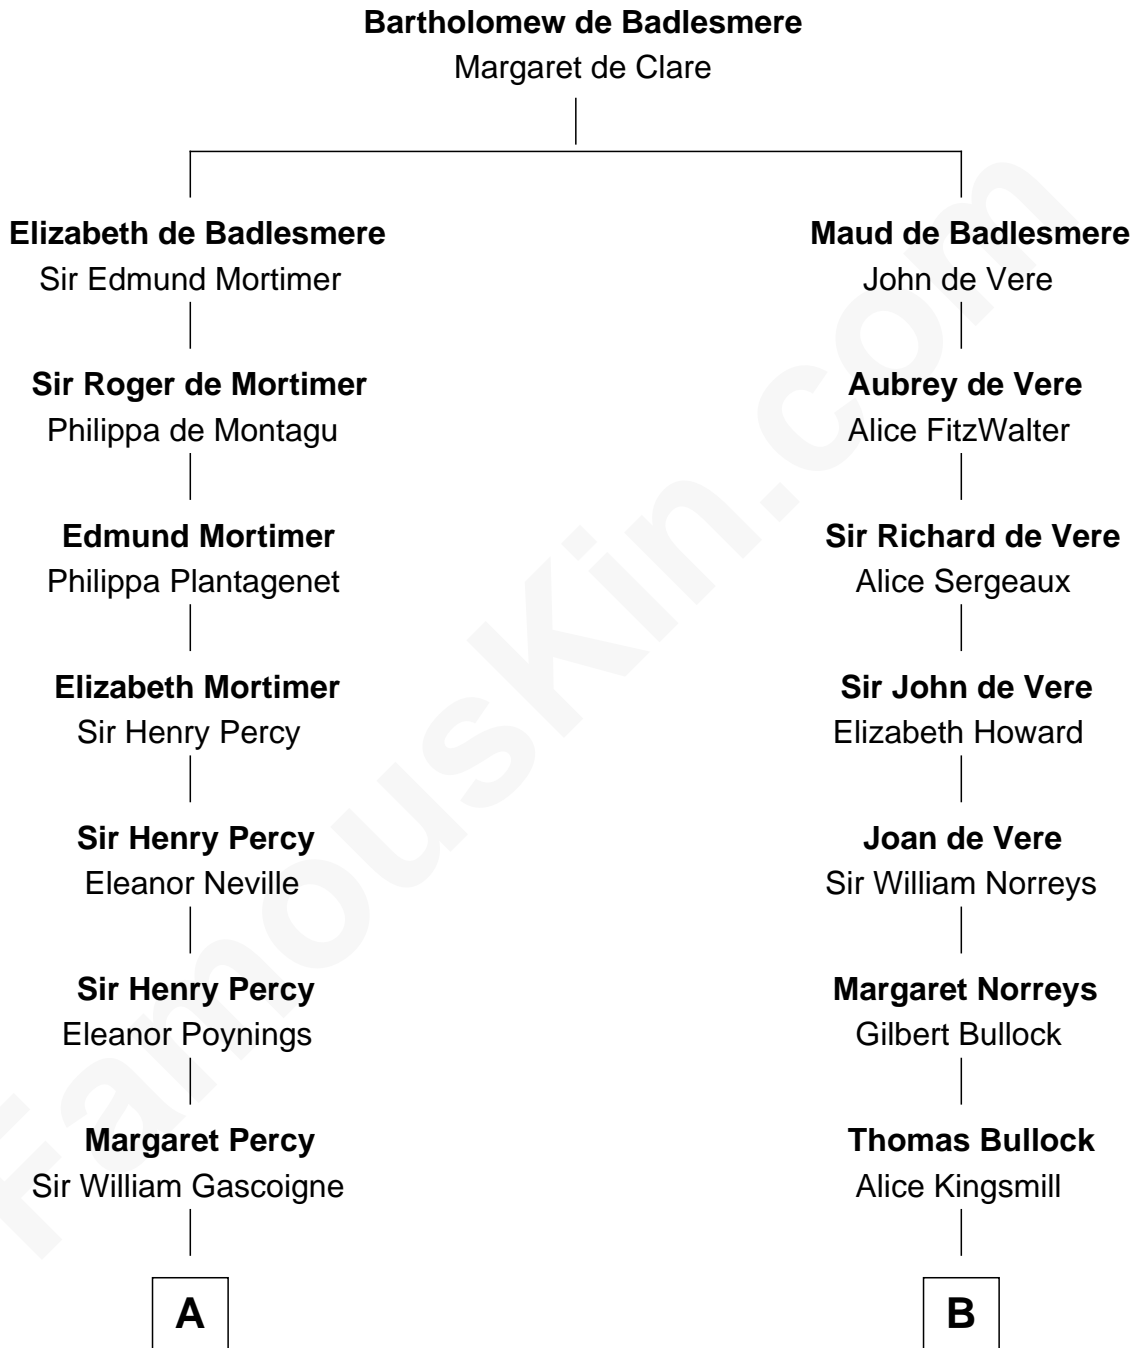 Bartholomew de Badlesmere
Margaret de Clare
Elizabeth de Badlesmere
Sir Edmund Mortimer
Maud de Badlesmere
John de Vere
Sir Roger de Mortimer
Philippa de Montagu
Aubrey de Vere
Alice FitzWalter
Edmund Mortimer
Philippa Plantagenet
Sir Richard de Vere
Alice Sergeaux
Elizabeth Mortimer
Sir Henry Percy
Sir John de Vere
Elizabeth Howard
Sir Henry Percy
Eleanor Neville
Joan de Vere
Sir William Norreys
Sir Henry Percy
Eleanor Poynings
Margaret Norreys
Gilbert Bullock
Margaret Percy
Sir William Gascoigne
Thomas Bullock
Alice Kingsmill
A
B
FamousKin.com